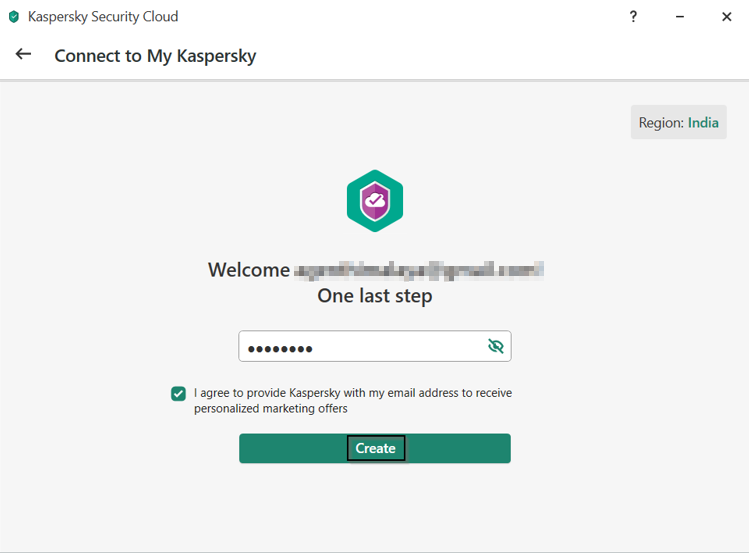 Kaspersky Security Cloud
?
Connect to My Kaspersky
Region: India
Welcome
One last step
I agree to provide Kaspersky with my email address to receive
personalized marketing offers
Create